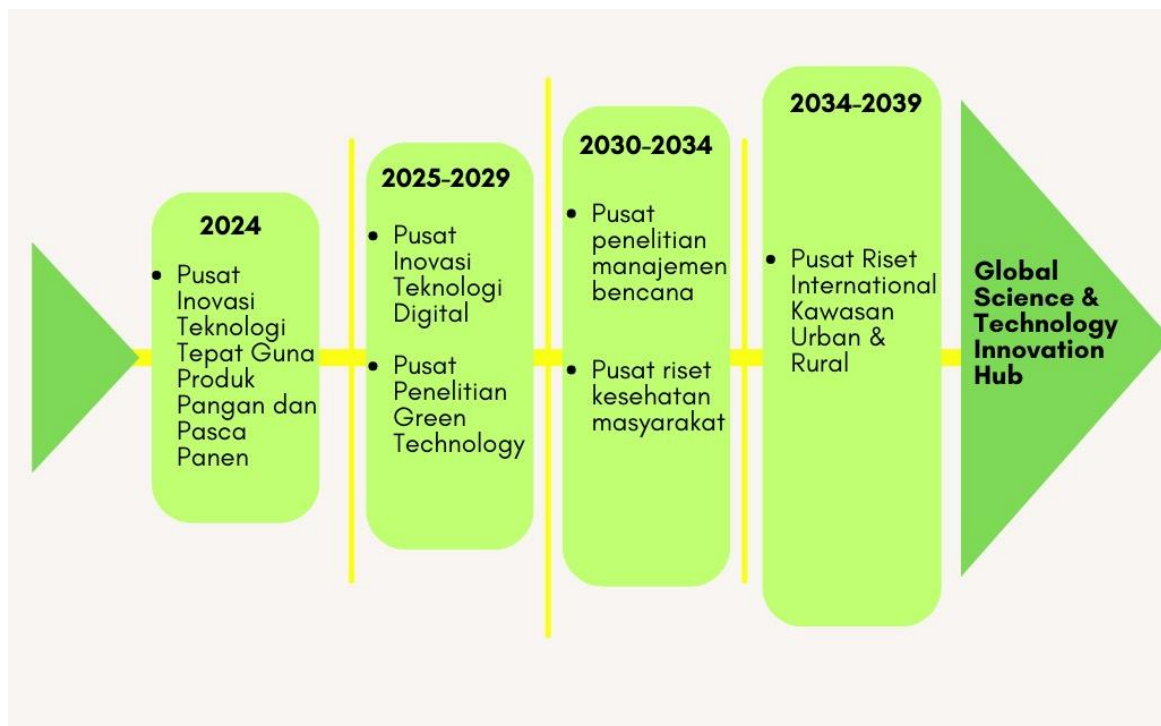 2024
• Pusat
Inovasi
Teknologi
Tepat Guna
Produk
Pangan dan
Pasca
Panen
2025-2029
• Pusat
Inovasi
Teknologi
Digital
• Pusat
Penelitian
Green
Technology
2030-2034
• Pusat
penelitian
manajemen
bencana
• Pusat riset
kesehatan
masyarakat
2034-2039
• Pusat Riset
International
Kawasan
Urban &
Rural
Global
Science &
Technology
Innovation
Hub